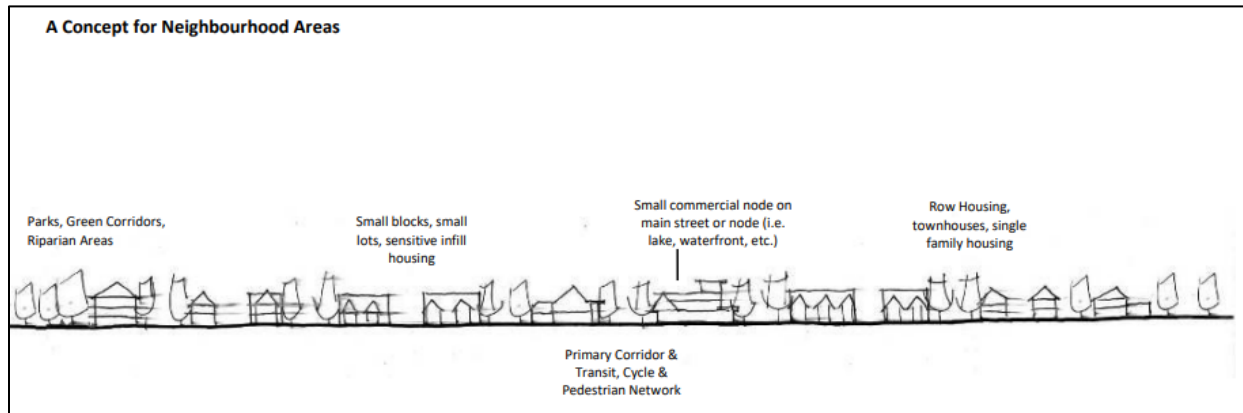 A Concept for Neighbourhood Areas
Parks, Green Corridors,
Riparian Areas
Small blocks, small
lots, sensitive infill
housing
Small commercial node on
main street or node (i.e.
lake, waterfront, etc.)
Row Housing,
townhouses, single
family housing
Primary Corridor &
Transit, Cycle &
Pedestrian Network